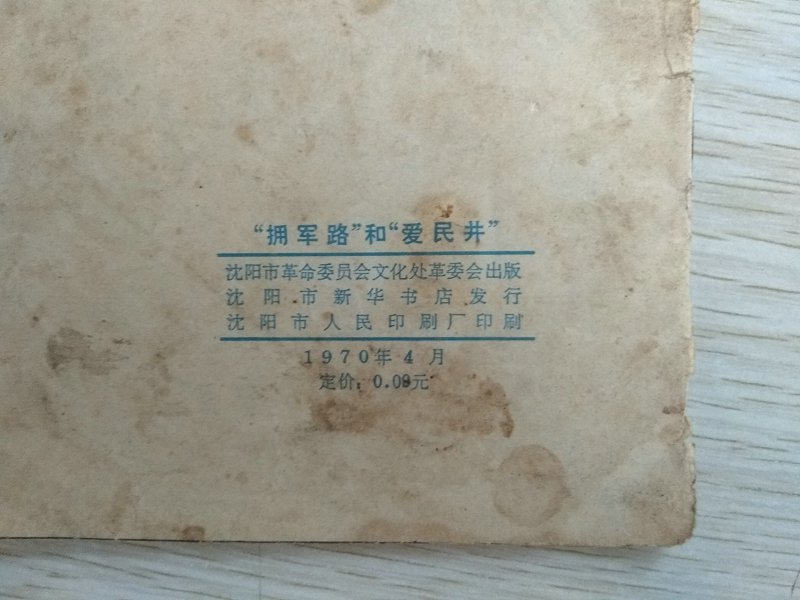 “拥军路”和“爱民井”
沈阳市革命委员会文化处革委会出版
沈阳市新华书店发行
沈阳市人民印刷厂印刷
1970年4月
定价：0.09元